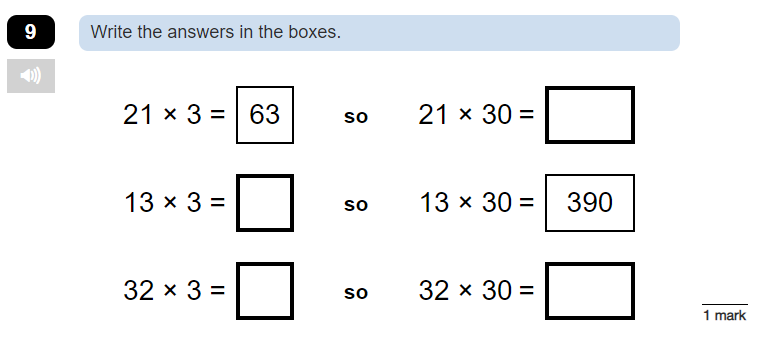 9 Write the answers in the boxes.
21 × 3 = 63 so 21 × 30 =
13 × 3 = so 13 × 30 = 390
32 × 3 = so 32 × 30 =
1 mark